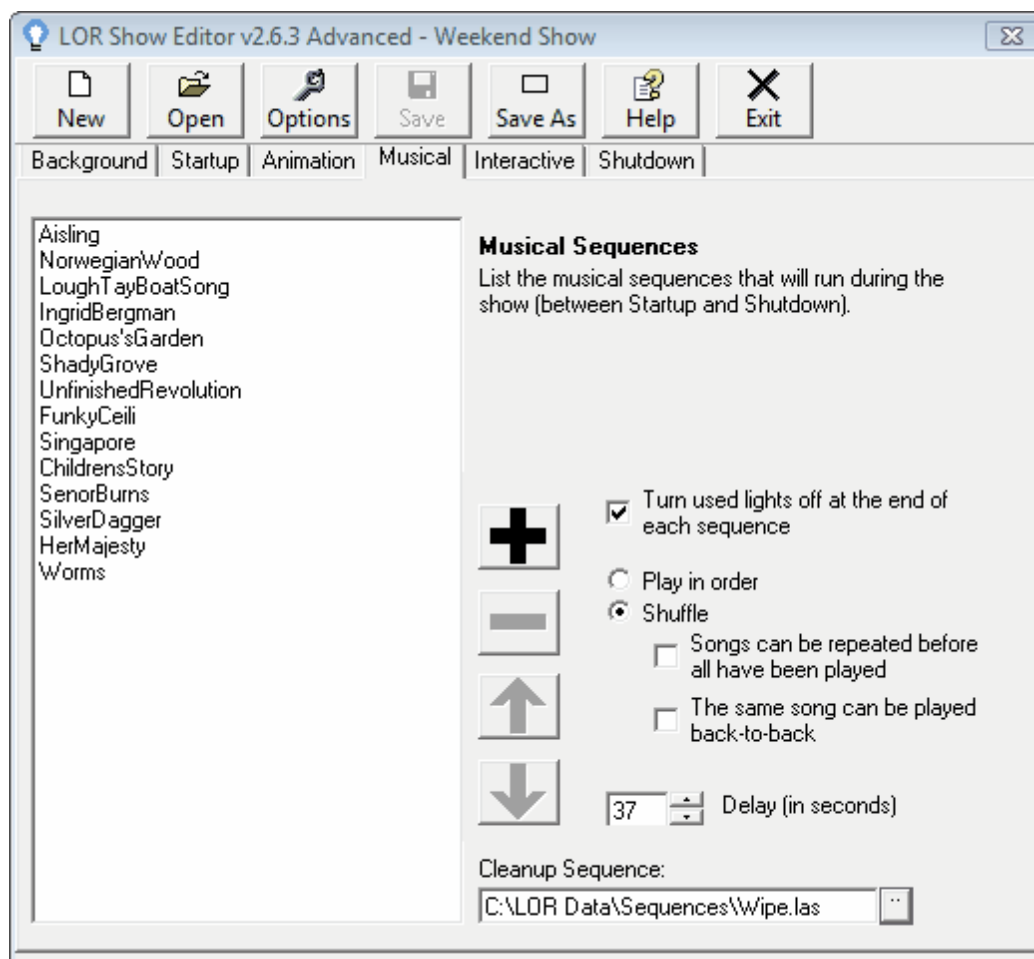 LOR Show Editor v2.6.3 Advanced - Weekend Show
New Open Options Save Save As Help Exit
Background Startup Animation Musical Interactive Shutdown
Aisling
NorwegianWood
LoughTayBoatSong
IngridBergman
Octopus'sGarden
ShadyGrove
UnfinishedRevolution
FunkyCeili
Singapore
ChildrensStory
SenorBurns
SilverDagger
HerMajesty
Worms
Musical Sequences
List the musical sequences that will run during the
show (between Startup and Shutdown).
Turn used lights off at the end of
each sequence
Play in order
Shuffle
Songs can be repeated before
all have been played
The same song can be played
back-to-back
37 Delay (in seconds)
Cleanup Sequence:
C:\LOR Data\Sequences\Wipe.las ..